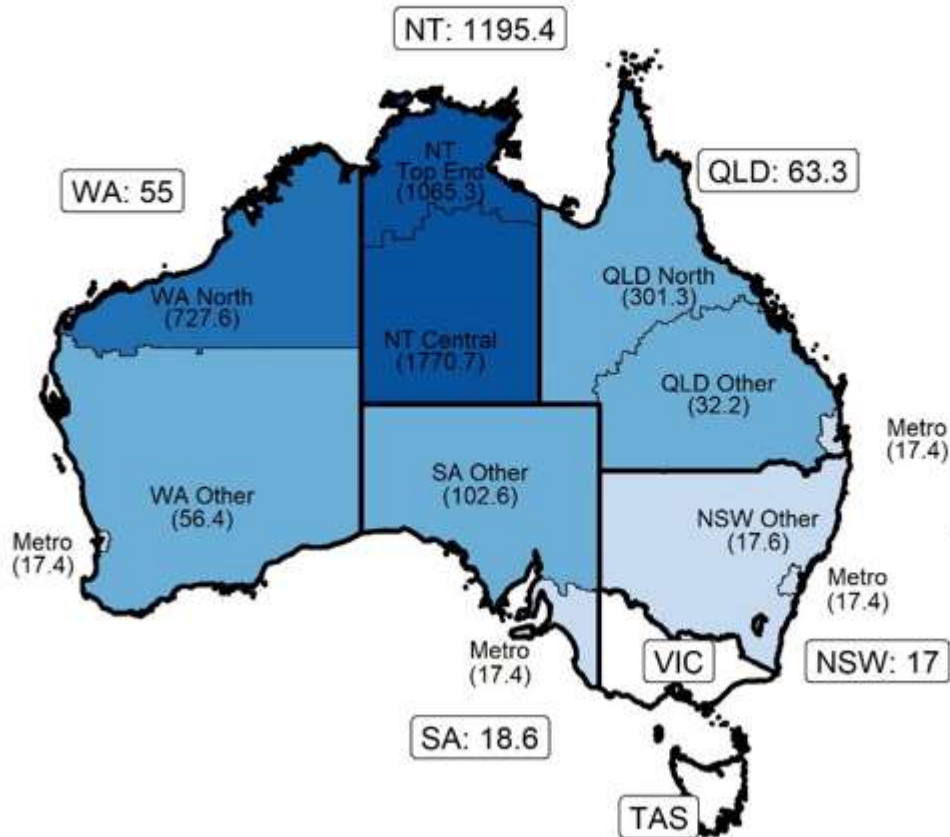 NT: 1195.4
WA: 55
NT
Top End
(1065.3)
QLD: 63.3
WA North
(727.6)
QLD North
(301.3)
NT Central
(1770.7)
QLD Other
(32.2)
Metro
(17.4)
SA Other
(102.6)
WA Other
(56.4)
NSW Other
(17.6)
Metro
(17.4)
Metro
(17.4)
Metro
(17.4)
VIC
NSW: 17
SA: 18.6
TAS